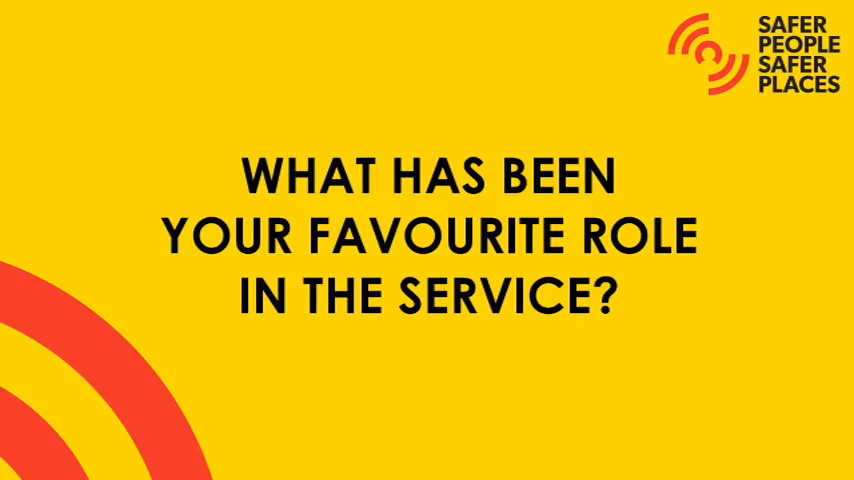 SAFER
PEOPLE
SAFER
PLACES
WHAT HAS BEEN
YOUR FAVOURITE ROLE
IN THE SERVICE?